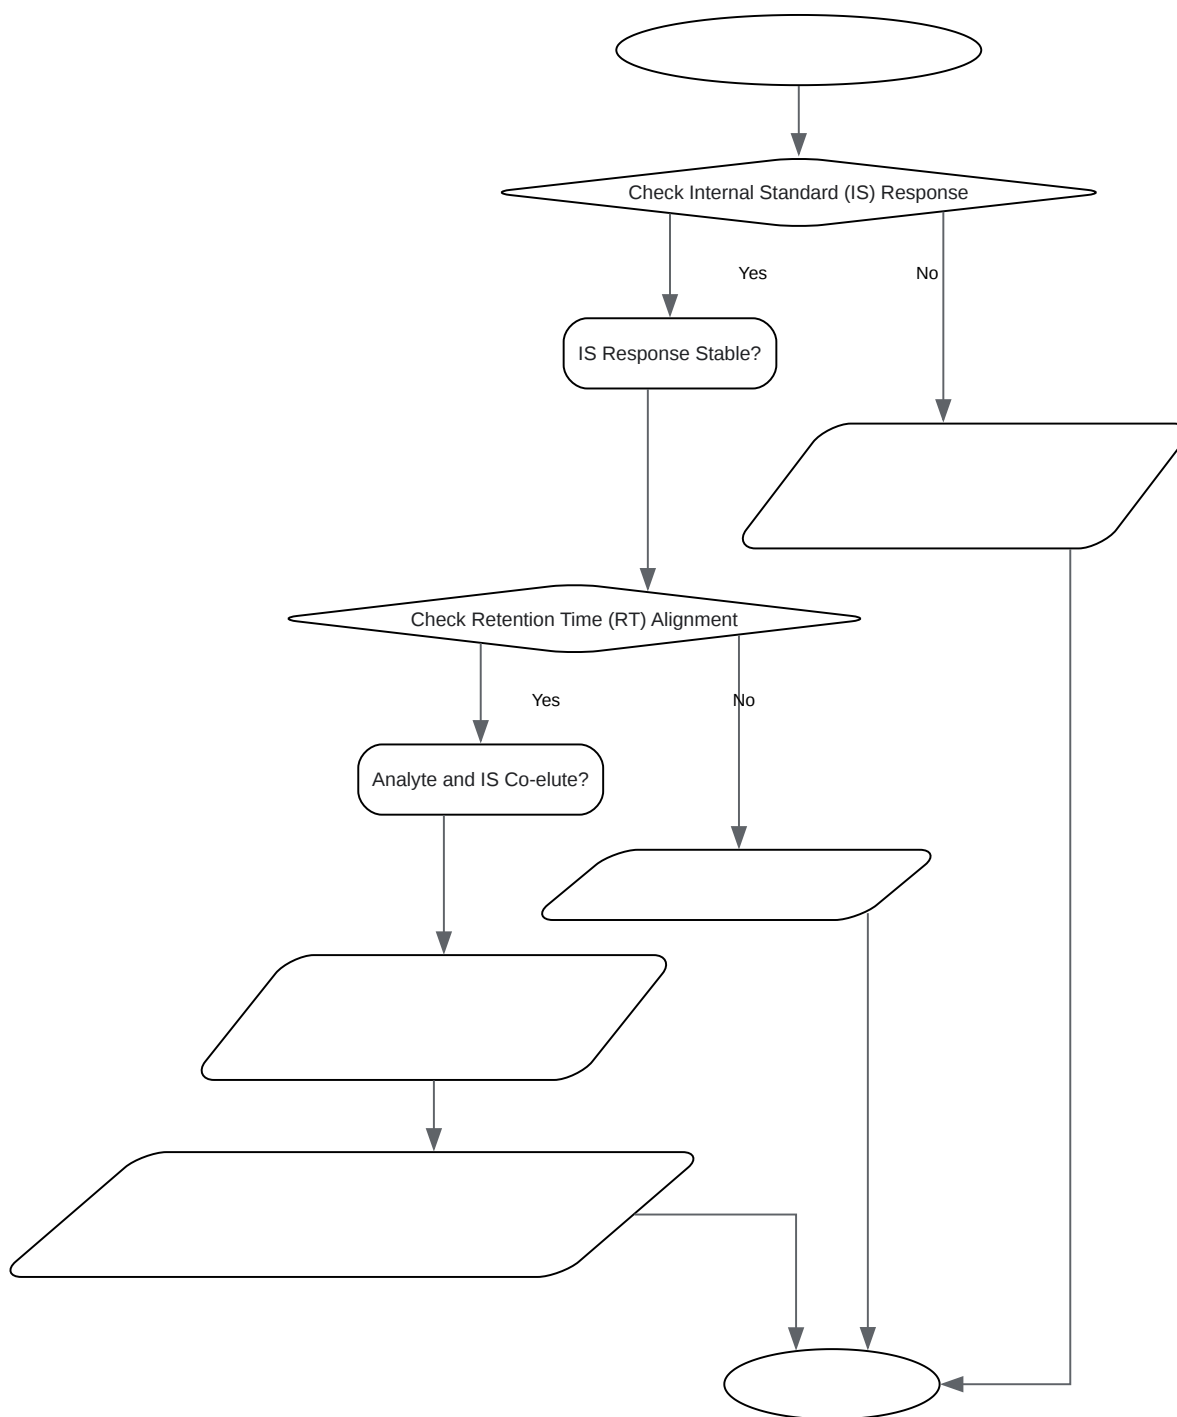 Check Internal Standard (IS) Response
Yes
No
IS Response Stable?
Check Retention Time (RT) Alignment
Yes
No
Analyte and IS Co-elute?